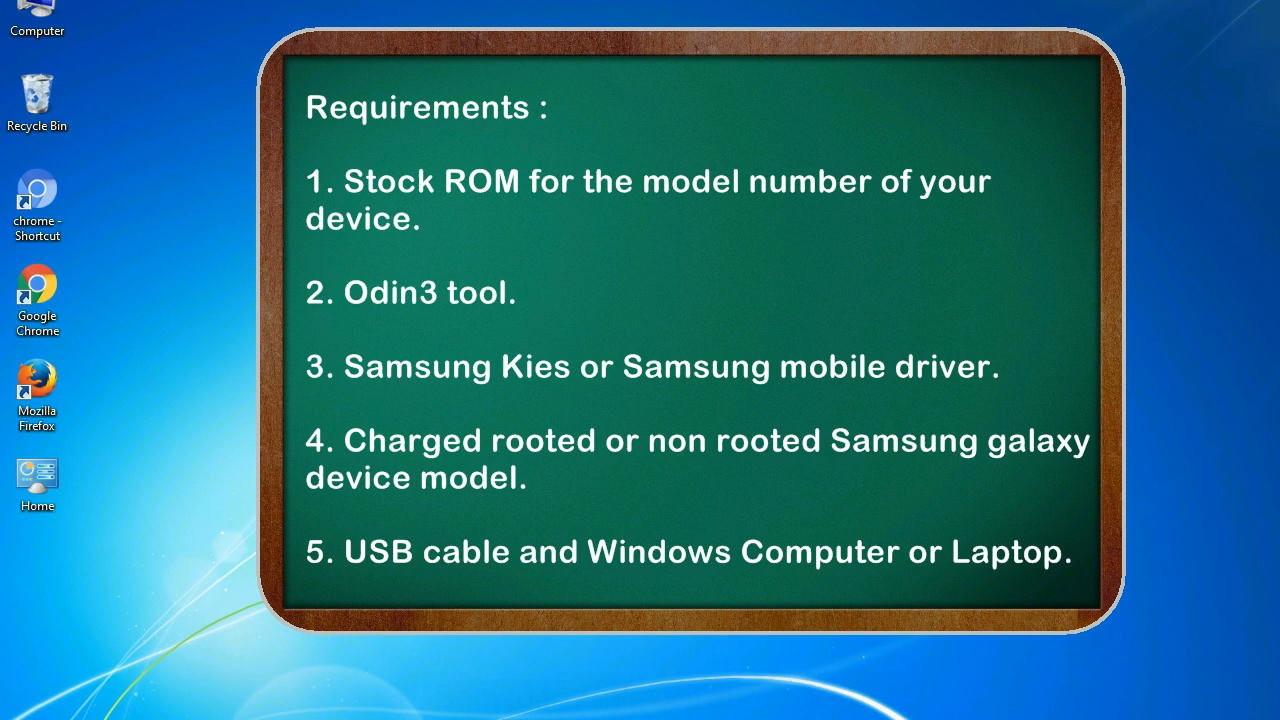 Computer
Recycle Bin
chrome -
Shortcut
Google
Chrome
Mozilla
Firefox
Home
Requirements :
1. Stock ROM for the model number of your
device.
2. Odin3 tool.
3. Samsung Kies or Samsung mobile driver.
4. Charged rooted or non rooted Samsung galaxy
device model.
5. USB cable and Windows Computer or Laptop.